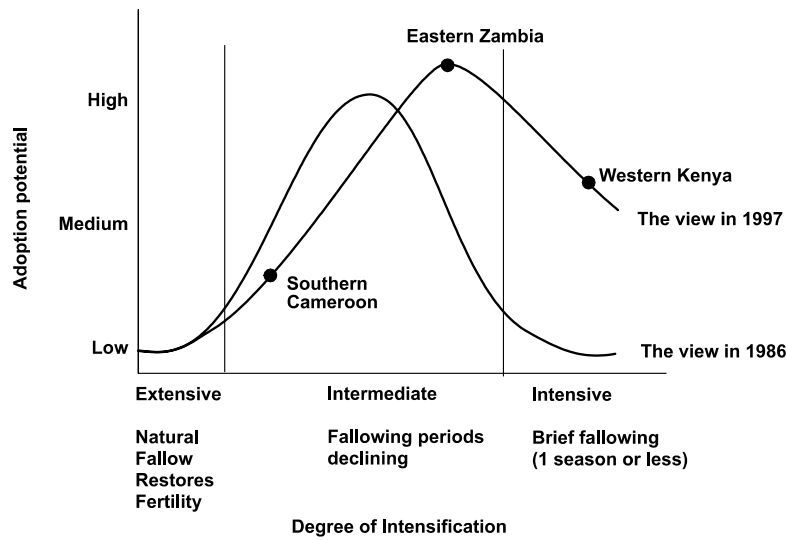 Eastern Zambia
High
Adoption potential
Western Kenya
Medium
The view in 1997
Southern
Cameroon
Low
The view in 1986
Extensive
Intermediate
Intensive
Natural
Fallow
Restores
Fertility
Fallowing periods
declining
Brief fallowing
(1 season or less)
Degree of Intensification